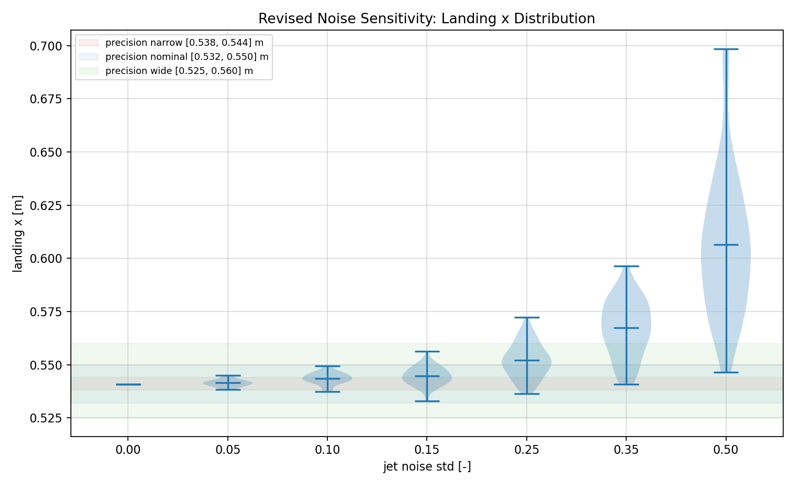 Revised Noise Sensitivity: Landing x Distribution
precision narrow [0.538, 0.544] m
precision nominal [0.532, 0.550] m
precision wide [0.525, 0.560] m
landing x [m]
0.700
0.675
0.650
0.625
0.600
0.575
0.550
0.525
0.00 0.05 0.10 0.15 0.25 0.35 0.50
jet noise std [-]